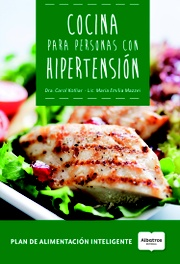 COCINA
PARA PERSONAS CON
HIPERTENSIÓN
Dra. Carol Kotliar · Lic. María Emilia Mazzei
PLAN DE ALIMENTACIÓN INTELIGENTE
Albatros